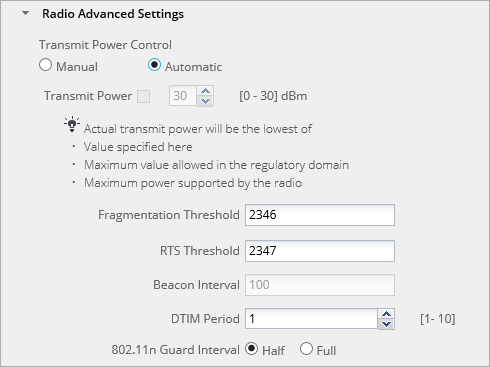 Radio Advanced Settings
Transmit Power Control
Manual Automatic
Transmit Power 30 [0 - 30] dBm
Actual transmit power will be the lowest of
· Value specified here
· Maximum value allowed in the regulatory domain
· Maximum power supported by the radio
Fragmentation Threshold 2346
RTS Threshold 2347
Beacon Interval 100
DTIM Period 1 [1- 10]
802.11n Guard Interval Half Full